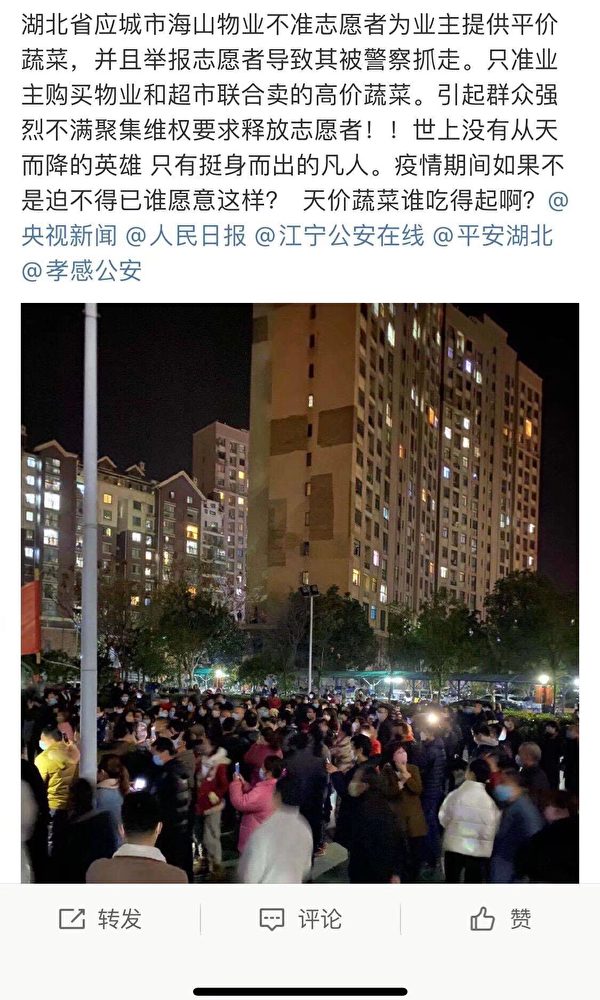 湖北省应城市海山物业不准志愿者为业主提供平价
蔬菜，并且举报志愿者导致其被警察抓走。只准业
主购买物业和超市联合卖的高价蔬菜。引起群众强
烈不满聚集维权要求释放志愿者！！世上没有从天
而降的英雄 只有挺身而出的凡人。疫情期间如果不
是迫不得已谁愿意这样？ 天价蔬菜谁吃得起啊？@
央视新闻 @人民日报 @江宁公安在线 @平安湖北
@孝感公安
转发 评论 赞